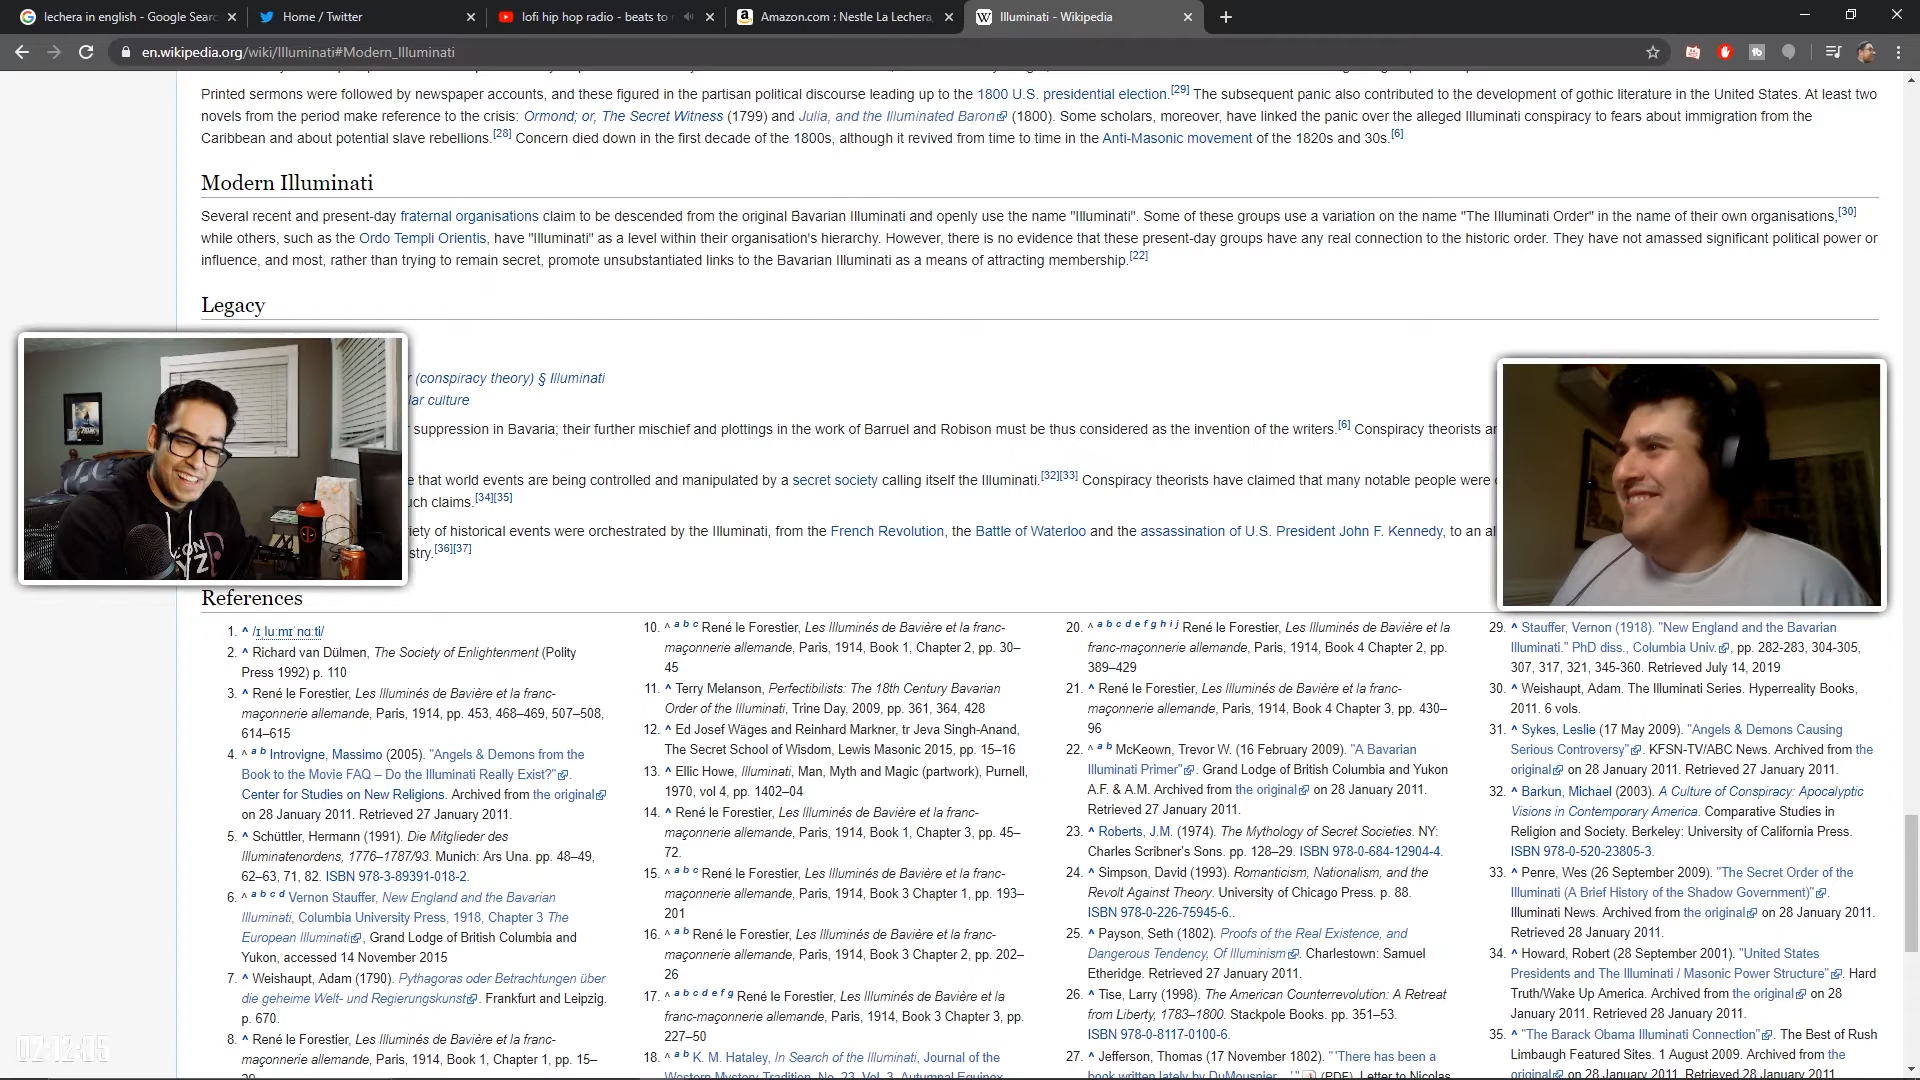 lechera in english - Google Searc
Home / Twitter
lofi hip hop radio - beats to r
Amazon.com : Nestle La Lechera,
Illuminati - Wikipedia
en.wikipedia.org/wiki/Illuminati#Modern_Illuminati
Printed sermons were followed by newspaper accounts, and these figured in the partisan political discourse leading up to the 1800 U.S. presidential election.[29] The subsequent panic also contributed to the development of gothic literature in the United States. At least two
novels from the period make reference to the crisis: Ormond; or, The Secret Witness (1799) and Julia, and the Illuminated Baron (1800). Some scholars, moreover, have linked the panic over the alleged Illuminati conspiracy to fears about immigration from the
Caribbean and about potential slave rebellions.[28] Concern died down in the first decade of the 1800s, although it revived from time to time in the Anti-Masonic movement of the 1820s and 30s.[6]
Modern Illuminati
Several recent and present-day fraternal organisations claim to be descended from the original Bavarian Illuminati and openly use the name "Illuminati". Some of these groups use a variation on the name "The Illuminati Order" in the name of their own organisations,[30]
while others, such as the Ordo Templi Orientis, have "Illuminati" as a level within their organisation's hierarchy. However, there is no evidence that these present-day groups have any real connection to the historic order. They have not amassed significant political power or
influence, and most, rather than trying to remain secret, promote unsubstantiated links to the Bavarian Illuminati as a means of attracting membership.[22]
Legacy
(conspiracy theory) § Illuminati
lar culture
suppression in Bavaria; their further mischief and plottings in the work of Barruel and Robison must be thus considered as the invention of the writers.[6] Conspiracy theorists
e that world events are being controlled and manipulated by a secret society calling itself the Illuminati.[32][33] Conspiracy theorists have claimed that many notable people were
uch claims.[34][35]
iety of historical events were orchestrated by the Illuminati, from the French Revolution, the Battle of Waterloo and the assassination of U.S. President John F. Kennedy, to an al
stry.[36][37]
References
1. ^ /ɪˌluːmɪˈnɑːti/
2. ^ Richard van Dülmen, The Society of Enlightenment (Polity
Press 1992) p. 110
3. ^ René le Forestier, Les Illuminés de Bavière et la franc-
maçonnerie allemande, Paris, 1914, pp. 453, 468–469, 507–508,
614–615
4. ^ a b Introvigne, Massimo (2005). "Angels & Demons from the
Book to the Movie FAQ – Do the Illuminati Really Exist?".
Center for Studies on New Religions. Archived from the original
on 28 January 2011. Retrieved 27 January 2011.
5. ^ Schüttler, Hermann (1991). Die Mitglieder des
Illuminatenordens, 1776–1787/93. Munich: Ars Una. pp. 48–49,
62–63, 71, 82. ISBN 978-3-89391-018-2.
6. ^ a b c d Vernon Stauffer, New England and the Bavarian
Illuminati, Columbia University Press, 1918, Chapter 3 The
European Illuminati, Grand Lodge of British Columbia and
Yukon, accessed 14 November 2015
7. ^ Weishaupt, Adam (1790). Pythagoras oder Betrachtungen über
die geheime Welt- und Regierungskunst. Frankfurt and Leipzig.
p. 670.
8. ^ René le Forestier, Les Illuminés de Bavière et la franc-
maçonnerie allemande, Paris, 1914, Book 1, Chapter 1, pp. 15–
29
10. ^ a b c René le Forestier, Les Illuminés de Bavière et la franc-
maçonnerie allemande, Paris, 1914, Book 1, Chapter 2, pp. 30–
45
11. ^ Terry Melanson, Perfectibilists: The 18th Century Bavarian
Order of the Illuminati, Trine Day, 2009, pp. 361, 364, 428
12. ^ Ed Josef Wäges and Reinhard Markner, tr Jeva Singh-Anand,
The Secret School of Wisdom, Lewis Masonic 2015, pp. 15–16
13. ^ Ellic Howe, Illuminati, Man, Myth and Magic (partwork), Purnell,
1970, vol 4, pp. 1402–04
14. ^ René le Forestier, Les Illuminés de Bavière et la franc-
maçonnerie allemande, Paris, 1914, Book 1, Chapter 3, pp. 45–
72.
15. ^ a b c René le Forestier, Les Illuminés de Bavière et la franc-
maçonnerie allemande, Paris, 1914, Book 3 Chapter 1, pp. 193–
201
16. ^ a b René le Forestier, Les Illuminés de Bavière et la franc-
maçonnerie allemande, Paris, 1914, Book 3 Chapter 2, pp. 202–
26
17. ^ a b c d e f g René le Forestier, Les Illuminés de Bavière et la
franc-maçonnerie allemande, Paris, 1914, Book 3 Chapter 3, pp.
227–50
18. ^ a b K. M. Hataley, In Search of the Illuminati, Journal of the
Western Mystery Tradition, No. 23, Vol. 3, Autumnal Equinox
20. ^ a b c d e f g h i j René le Forestier, Les Illuminés de Bavière et la
franc-maçonnerie allemande, Paris, 1914, Book 4 Chapter 2, pp.
389–429
21. ^ René le Forestier, Les Illuminés de Bavière et la franc-
maçonnerie allemande, Paris, 1914, Book 4 Chapter 3, pp. 430–
96
22. ^ a b McKeown, Trevor W. (16 February 2009). "A Bavarian
Illuminati Primer". Grand Lodge of British Columbia and Yukon
A.F. & A.M. Archived from the original on 28 January 2011.
Retrieved 27 January 2011.
23. ^ Roberts, J.M. (1974). The Mythology of Secret Societies. NY:
Charles Scribner's Sons. pp. 128–29. ISBN 978-0-684-12904-4.
24. ^ Simpson, David (1993). Romanticism, Nationalism, and the
Revolt Against Theory. University of Chicago Press. p. 88.
ISBN 978-0-226-75945-6..
25. ^ Payson, Seth (1802). Proofs of the Real Existence, and
Dangerous Tendency, Of Illuminism. Charlestown: Samuel
Etheridge. Retrieved 27 January 2011.
26. ^ Tise, Larry (1998). The American Counterrevolution: A Retreat
from Liberty, 1783–1800. Stackpole Books. pp. 351–53.
ISBN 978-0-8117-0100-6.
27. ^ Jefferson, Thomas (17 November 1802). "'There has been a
book written lately by DuMousnier...'" (PDF). Letter to Nicolas
29. ^ Stauffer, Vernon (1918). "New England and the Bavarian
Illuminati." PhD diss., Columbia Univ., pp. 282-283, 304-305,
307, 317, 321, 345-360. Retrieved July 14, 2019
30. ^ Weishaupt, Adam. The Illuminati Series. Hyperreality Books,
2011. 6 vols.
31. ^ Sykes, Leslie (17 May 2009). "Angels & Demons Causing
Serious Controversy". KFSN-TV/ABC News. Archived from the
original on 28 January 2011. Retrieved 27 January 2011.
32. ^ Barkun, Michael (2003). A Culture of Conspiracy: Apocalyptic
Visions in Contemporary America. Comparative Studies in
Religion and Society. Berkeley: University of California Press.
ISBN 978-0-520-23805-3.
33. ^ Penre, Wes (26 September 2009). "The Secret Order of the
Illuminati (A Brief History of the Shadow Government)".
Illuminati News. Archived from the original on 28 January 2011.
Retrieved 28 January 2011.
34. ^ Howard, Robert (28 September 2001). "United States
Presidents and The Illuminati / Masonic Power Structure". Hard
Truth/Wake Up America. Archived from the original on 28
January 2011. Retrieved 28 January 2011.
35. ^ "The Barack Obama Illuminati Connection". The Best of Rush
Limbaugh Featured Sites. 1 August 2009. Archived from the
original on 28 January 2011. Retrieved 28 January 2011.
02:12:05